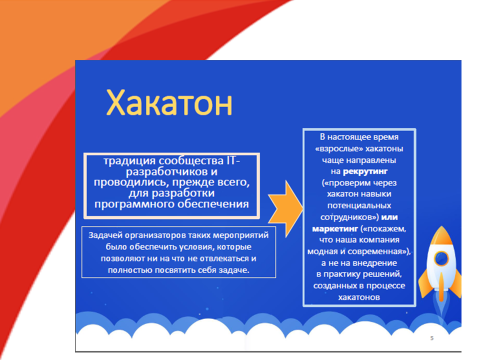 Хакатон
традиция сообщества IT-
разработчиков и
проводились, прежде всего,
для разработки
программного обеспечения
Задачей организаторов таких мероприятий
было обеспечить условия, которые
позволяют ни на что не отвлекаться и
полностью посвятить себя задаче.
В настоящее время
«взрослые» хакатоны
чаще направлены
на рекрутинг
(«проверим через
хакатон навыки
потенциальных
сотрудников») или
маркетинг («покажем,
что наша компания
модная и современная»),
а не на внедрение
в практику решений,
созданных в процессе
хакатонов
5